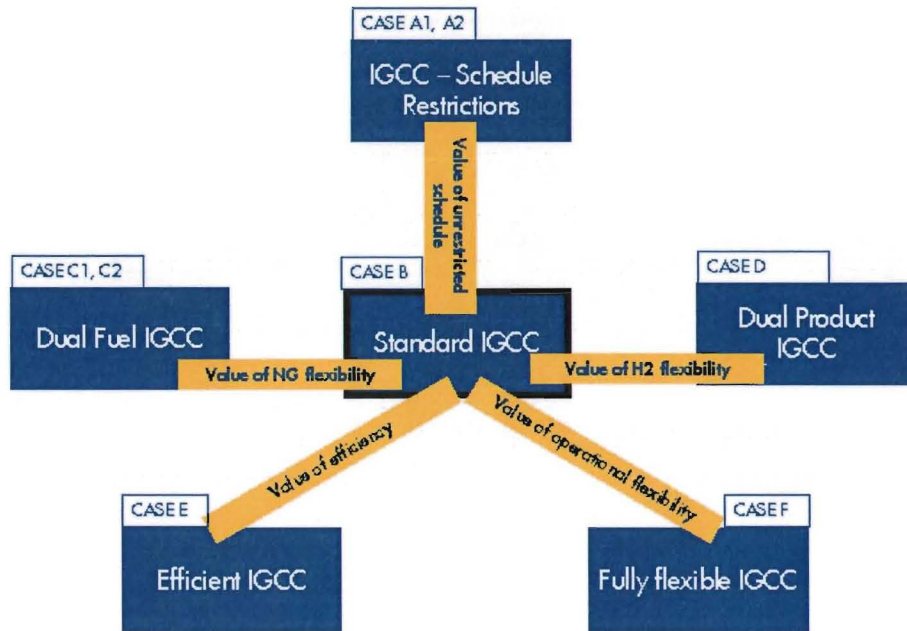 CASE A1, A2
IGCC – Schedule
Restrictions
Value of unrestricted
schedule
CASE C1, C2
Dual Fuel IGCC
CASE B
Standard IGCC
CASE D
Dual Product
IGCC
Value of NG flexibility
Value of H2 flexibility
Value of efficiency
Value of operational flexibility
CASE E
Efficient IGCC
CASE F
Fully flexible IGCC